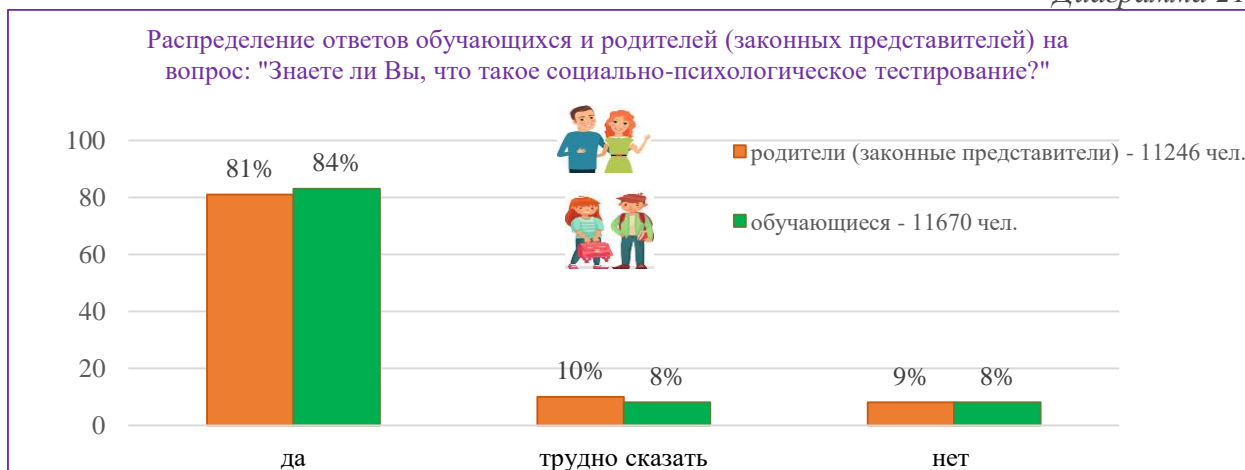 Диаграмма 21
Распределение ответов обучающихся и родителей (законных представителей) на
вопрос: "Знаете ли Вы, что такое социально-психологическое тестирование?"
100
80
60
40
20
0
81%
84%
10%
8%
9%
8%
да
трудно сказать
нет
родители (законные представители) - 11246 чел.
обучающиеся - 11670 чел.